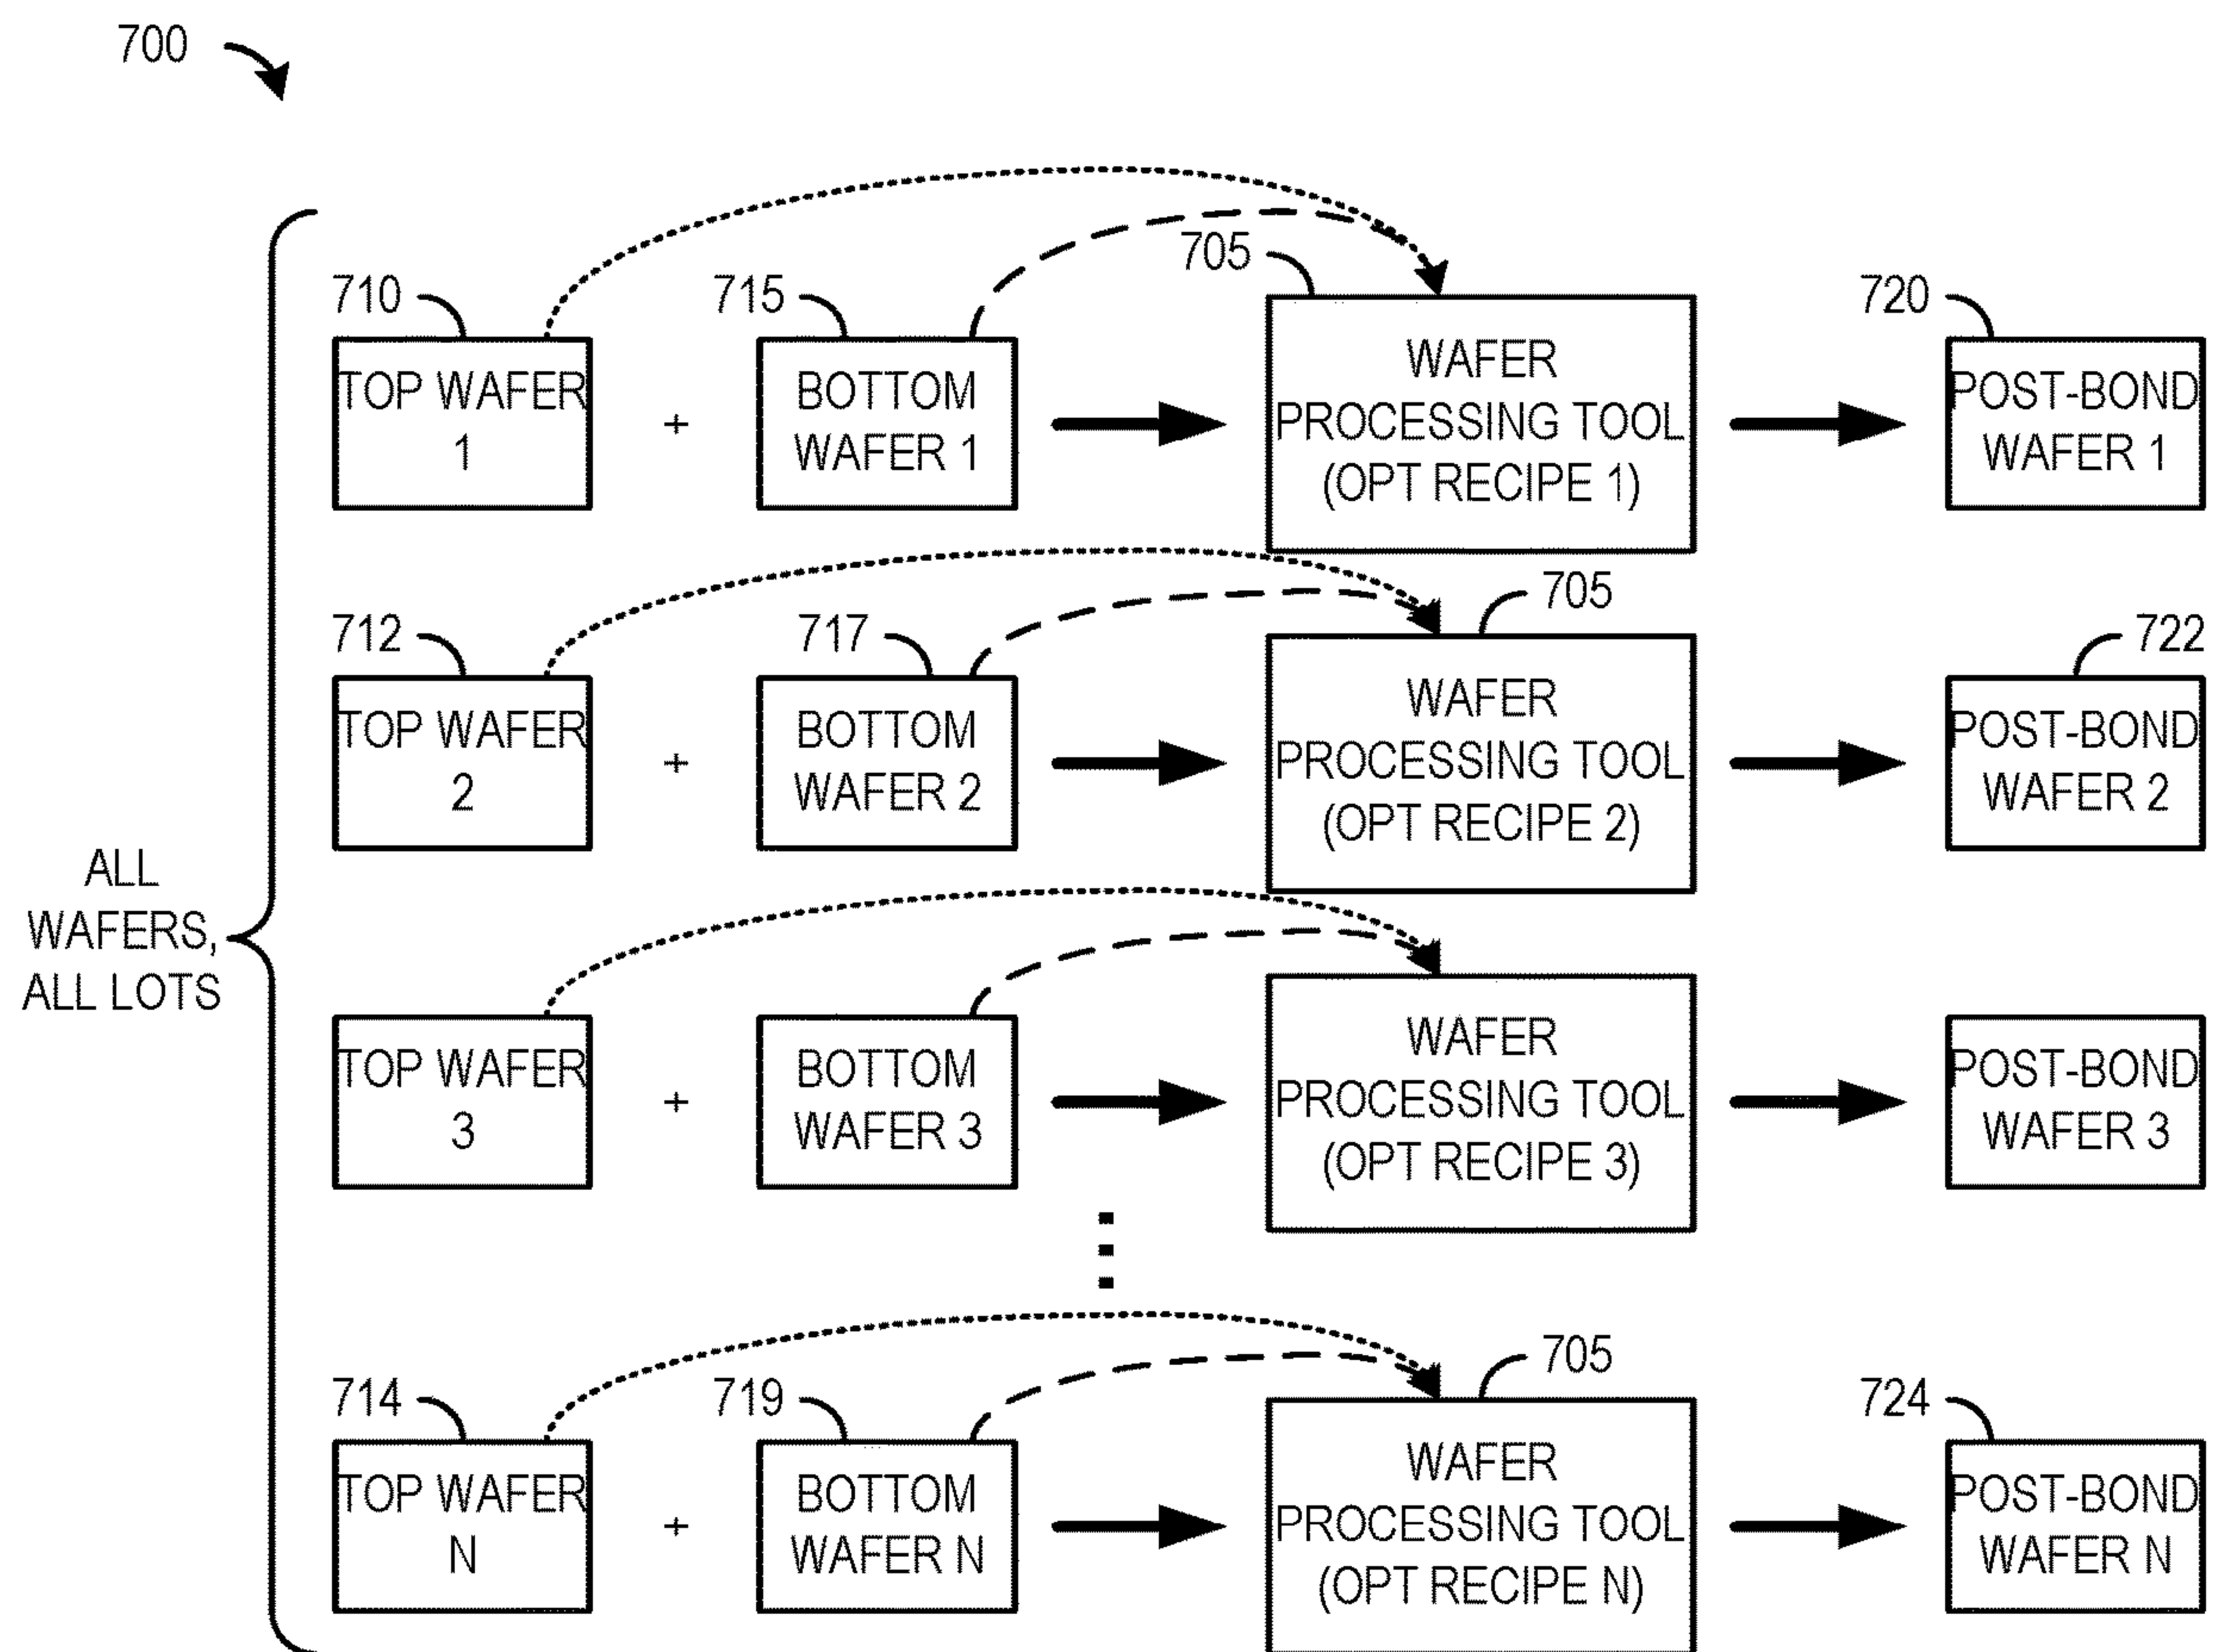 700
710
715
705
720
TOP WAFER
1
+
BOTTOM
WAFER 1
WAFER
PROCESSING TOOL
(OPT RECIPE 1)
POST-BOND
WAFER 1
712
717
705
722
TOP WAFER
2
+
BOTTOM
WAFER 2
WAFER
PROCESSING TOOL
(OPT RECIPE 2)
POST-BOND
WAFER 2
ALL
WAFERS,
ALL LOTS
TOP WAFER
3
+
BOTTOM
WAFER 3
WAFER
PROCESSING TOOL
(OPT RECIPE 3)
POST-BOND
WAFER 3
714
719
705
724
TOP WAFER
N
+
BOTTOM
WAFER N
WAFER
PROCESSING TOOL
(OPT RECIPE N)
POST-BOND
WAFER N